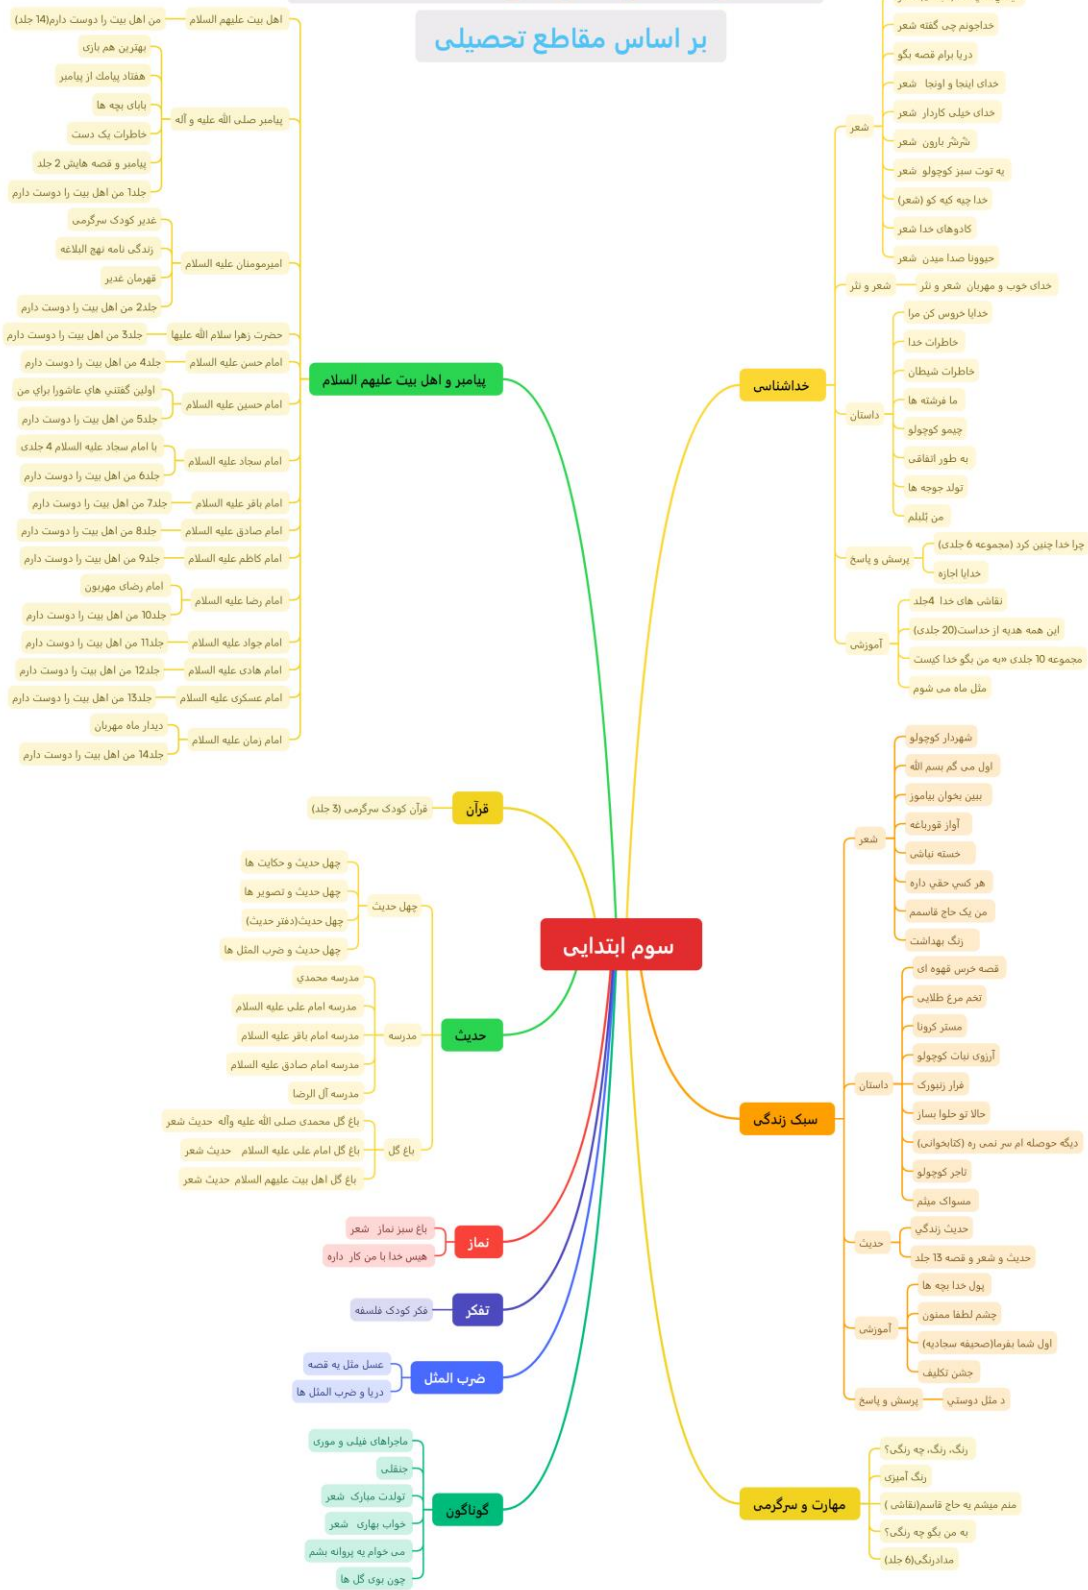 بر اساس مقاطع تحصیلی
سوم ابتدایی
خداشناسی
شعر
خداجونم چی گفته شعر
دریا برام قصه بگو
خدای اینجا و اونجا شعر
خدای خیلی کاردار شعر
شرشر بارون شعر
یه توت سبز کوچولو شعر
خدا چیه کیه کو (شعر)
کادوهای خدا شعر
حیوونا صدا میدن شعر
شعر و نثر
خدای خوب و مهربان شعر و نثر
داستان
خدایا خروس کن مرا
خاطرات خدا
خاطرات شیطان
ما فرشته ها
چیمو کوچولو
به طور اتفاقی
تولد جوجه ها
من بلبلم
پرسش و پاسخ
چرا خدا چنین کرد (مجموعه 6 جلدی)
خدایا اجازه
آموزشی
نقاشی های خدا 4جلد
این همه هدیه از خداست(20 جلدی)
مجموعه 10 جلدی «به من بگو خدا کیست
مثل ماه می شوم
سبک زندگی
شعر
شهردار کوچولو
اول می گم بسم الله
ببین بخوان بیاموز
آواز قورباغه
خسته نباشی
هر کسي حقي داره
من یک حاج قاسمم
زنگ بهداشت
داستان
قصه خرس قهوه ای
تخم مرغ طلایی
مستر کرونا
آرزوی نبات کوچولو
فرار زنبورک
حالا تو حلوا بساز
دیگه حوصله ام سر نمی ره (کتابخوانی)
تاجر کوچولو
مسواک میثم
حدیث
حدیث زندگي
حدیث و شعر و قصه 13 جلد
آموزشی
پول خدا بچه ها
چشم لطفا ممنون
اول شما بفرما(صحیفه سجادیه)
جشن تکلیف
پرسش و پاسخ
د مثل دوستي
مهارت و سرگرمی
رنگ، رنگ، چه رنگی؟
رنگ آمیزی
منم میشم یه حاج قاسم(نقاشی )
به من بگو چه رنگی؟
مدادرنگی(6 جلد)
پیامبر و اهل بیت علیهم السلام
اهل بیت علیهم السلام
من اهل بیت را دوست دارم(14 جلد)
پیامبر صلی الله علیه و آله
بهترین هم بازی
هفتاد پیامک از پیامبر
بابای بچه ها
خاطرات یک دست
پیامبر و قصه هایش 2 جلد
جلد1 من اهل بیت را دوست دارم
امیرمومنان علیه السلام
غدیر کودک سرگرمی
زندگی نامه نهج البلاغه
قهرمان غدیر
جلد2 من اهل بیت را دوست دارم
حضرت زهرا سلام الله علیها
جلد3 من اهل بیت را دوست دارم
امام حسن علیه السلام
جلد4 من اهل بیت را دوست دارم
امام حسین علیه السلام
اولین گفتني هاي عاشورا براي من
جلد5 من اهل بیت را دوست دارم
امام سجاد علیه السلام
با امام سجاد علیه السلام 4 جلدی
جلد6 من اهل بیت را دوست دارم
امام باقر علیه السلام
جلد7 من اهل بیت را دوست دارم
امام صادق علیه السلام
جلد8 من اهل بیت را دوست دارم
امام کاظم علیه السلام
جلد9 من اهل بیت را دوست دارم
امام رضا علیه السلام
امام رضای مهربون
جلد10 من اهل بیت را دوست دارم
امام جواد علیه السلام
جلد11 من اهل بیت را دوست دارم
امام هادی علیه السلام
جلد12 من اهل بیت را دوست دارم
امام عسکری علیه السلام
جلد13 من اهل بیت را دوست دارم
امام زمان علیه السلام
دیدار ماه مهربان
جلد14 من اهل بیت را دوست دارم
قرآن
قرآن کودک سرگرمی (3 جلد)
حدیث
چهل حدیث
چهل حدیث و حکایت ها
چهل حدیث و تصویر ها
چهل حدیث(دفتر حدیث)
چهل حدیث و ضرب المثل ها
مدرسه
مدرسه محمدي
مدرسه امام علی علیه السلام
مدرسه امام باقر علیه السلام
مدرسه امام صادق علیه السلام
مدرسه آل الرضا
باغ گل
باغ گل محمدی صلی الله علیه وآله حدیث شعر
باغ گل امام علی علیه السلام حدیث شعر
باغ گل اهل بیت علیهم السلام حدیث شعر
نماز
باغ سبز نماز شعر
هیس خدا با من کار داره
تفکر
فکر کودک فلسفه
ضرب المثل
عسل مثل یه قصه
دریا و ضرب المثل ها
گوناگون
ماجراهای فیلی و موری
جنقلی
تولدت مبارک شعر
خواب بهاری شعر
می خوام یه پروانه بشم
چون بوی گل ها